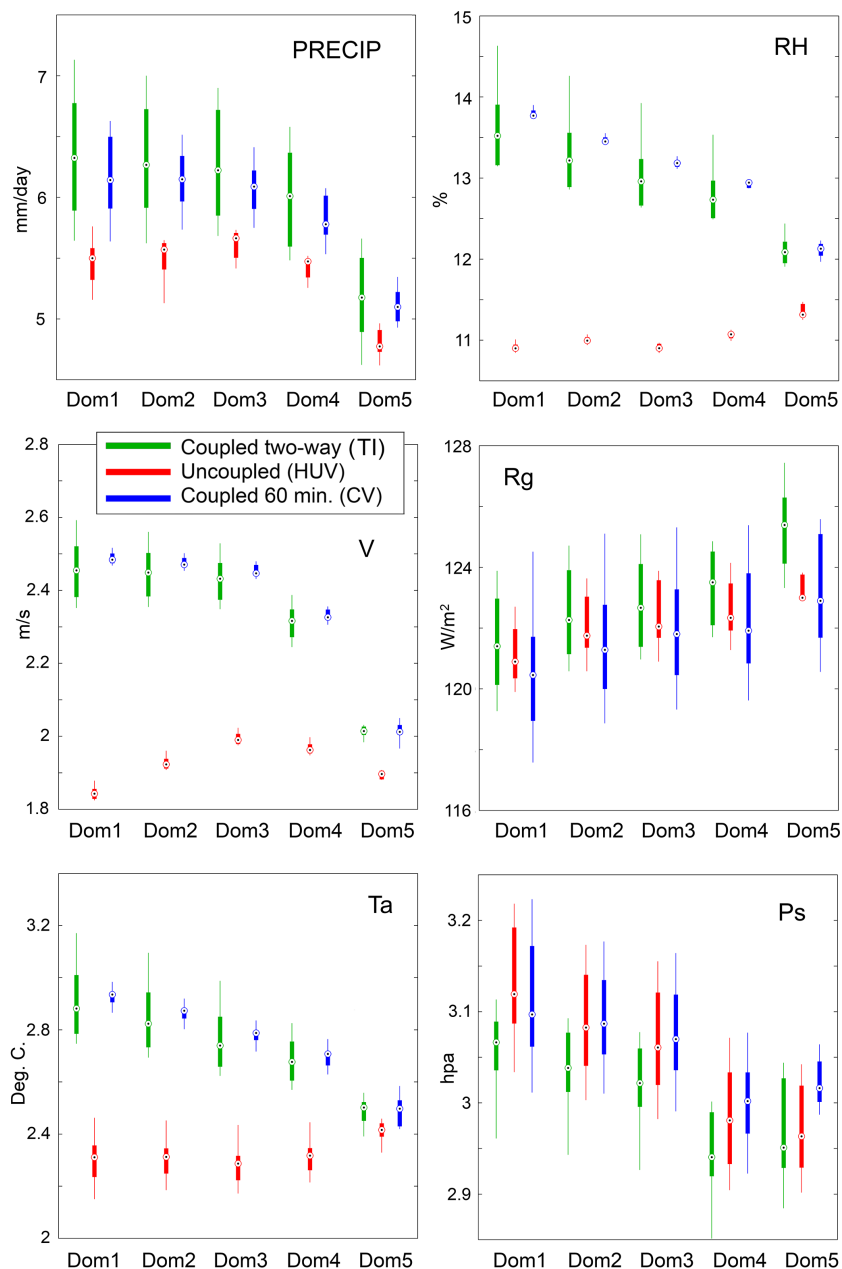 PRECIP
mm/day
7
6
5
Dom1 Dom2 Dom3 Dom4 Dom5
RH
%
15
14
13
12
11
Dom1 Dom2 Dom3 Dom4 Dom5
Coupled two-way (TI)
Uncoupled (HUV)
Coupled 60 min. (CV)
V
m/s
2.8
2.6
2.4
2.2
2
1.8
Dom1 Dom2 Dom3 Dom4 Dom5
Rg
W/m²
128
124
120
116
Dom1 Dom2 Dom3 Dom4 Dom5
Ta
Deg. C.
3.2
2.8
2.4
2
Dom1 Dom2 Dom3 Dom4 Dom5
Ps
hpa
3.2
3.1
3
2.9
Dom1 Dom2 Dom3 Dom4 Dom5